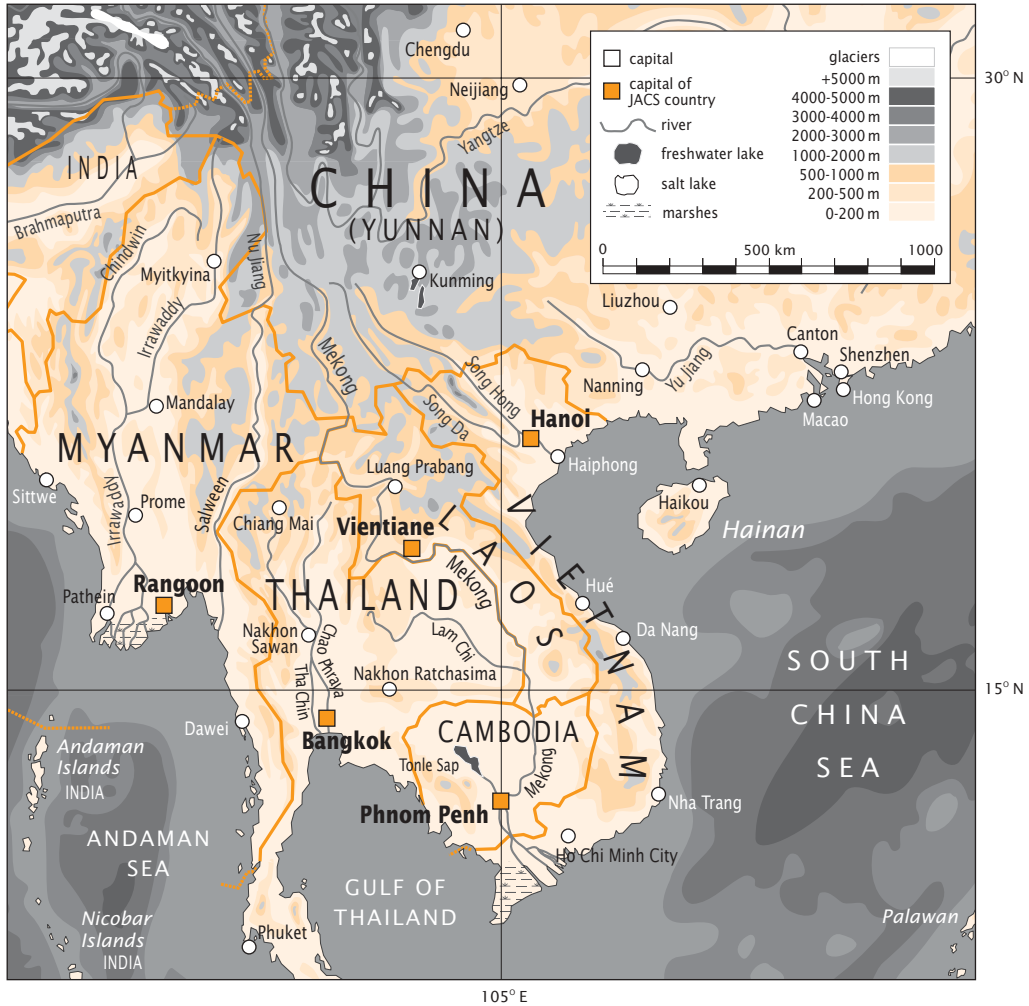 Chengdu
Neijiang
Yangtze
capital
capital of
JACS country
river
freshwater lake
salt lake
marshes
glaciers
+5000 m
4000-5000 m
3000-4000 m
2000-3000 m
1000-2000 m
500-1000 m
200-500 m
0-200 m
0
500 km
1000
30° N
INDIA
CHINA
(YUNNAN)
Brahmaputra
Chindwin
Nu Jiang
Myitkyina
Kunming
Irrawaddy
Liuzhou
Canton
Shenzhen
Hong Kong
Macao
Mekong
Song Hong
Song Da
Nanning
Yu Jiang
Mandalay
Hanoi
Haiphong
MYANMAR
Luang Prabang
Sittwe
Irrawaddy
Prome
Salween
Chiang Mai
Vientiane
LAOS
VIETNAM
Haikou
Hainan
Rangoon
Pathein
THAILAND
Mekong
Hué
Nakhon
Sawan
Chao Phraya
Tha Chin
Lam Chi
Da Nang
Nakhon Ratchasima
SOUTH
CHINA
SEA
15° N
Dawei
Bangkok
CAMBODIA
Andaman
Islands
INDIA
Tonle Sap
Mekong
Phnom Penh
Nha Trang
ANDAMAN
SEA
Ho Chi Minh City
GULF OF
THAILAND
Nicobar
Islands
INDIA
Phuket
Palawan
105° E